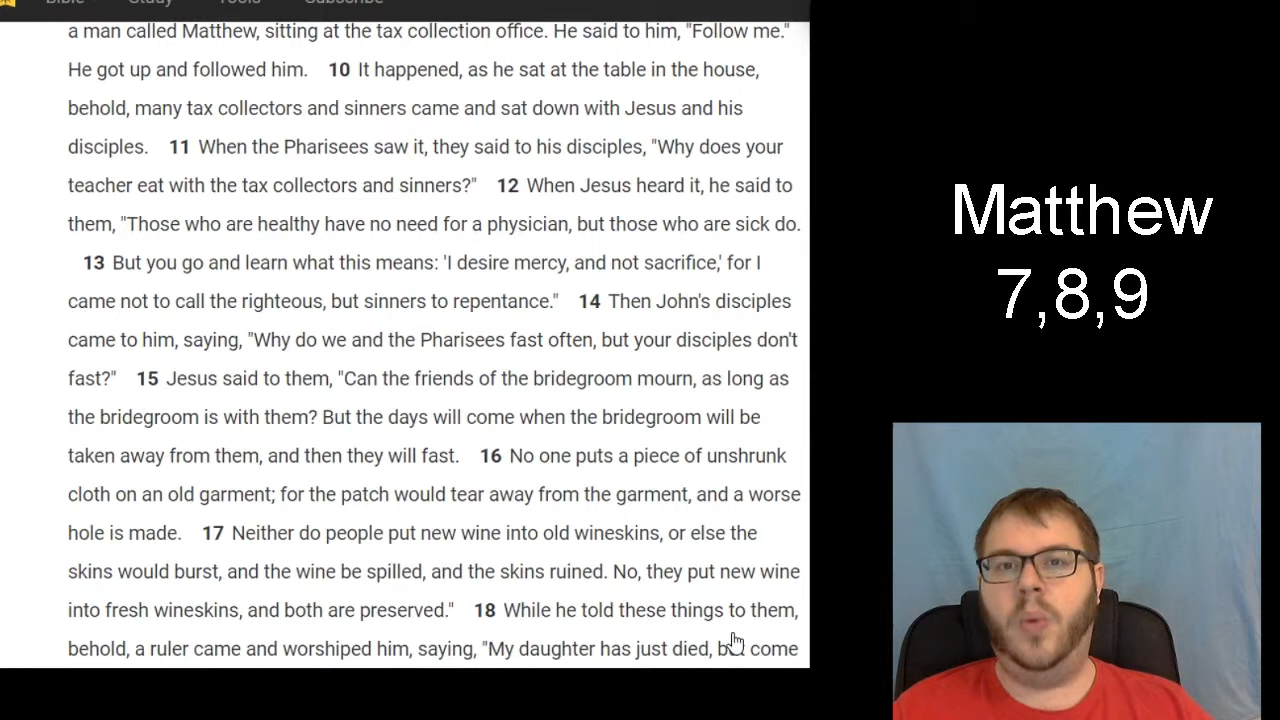 Bible Study Tools Subscribe
a man called Matthew, sitting at the tax collection office. He said to him, "Follow me."
He got up and followed him. 10 It happened, as he sat at the table in the house,
behold, many tax collectors and sinners came and sat down with Jesus and his
disciples. 11 When the Pharisees saw it, they said to his disciples, "Why does your
teacher eat with the tax collectors and sinners?" 12 When Jesus heard it, he said to
them, "Those who are healthy have no need for a physician, but those who are sick do.
13 But you go and learn what this means: 'I desire mercy, and not sacrifice,' for I
came not to call the righteous, but sinners to repentance." 14 Then John's disciples
came to him, saying, "Why do we and the Pharisees fast often, but your disciples don't
fast?" 15 Jesus said to them, "Can the friends of the bridegroom mourn, as long as
the bridegroom is with them? But the days will come when the bridegroom will be
taken away from them, and then they will fast. 16 No one puts a piece of unshrunk
cloth on an old garment; for the patch would tear away from the garment, and a worse
hole is made. 17 Neither do people put new wine into old wineskins, or else the
skins would burst, and the wine be spilled, and the skins ruined. No, they put new wine
into fresh wineskins, and both are preserved." 18 While he told these things to them,
behold, a ruler came and worshiped him, saying, "My daughter has just died, but come
Matthew
7,8,9